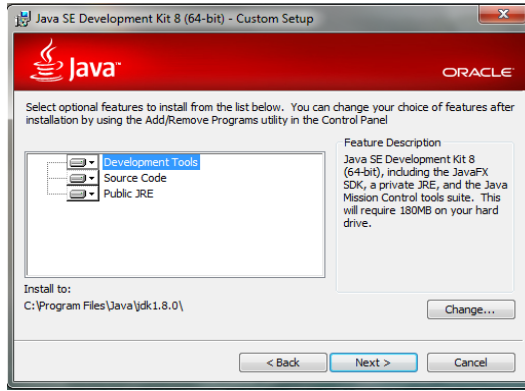 Java SE Development Kit 8 (64-bit) - Custom Setup
Java™
ORACLE
Select optional features to install from the list below. You can change your choice of features after
installation by using the Add/Remove Programs utility in the Control Panel
Development Tools
Source Code
Public JRE
Feature Description
Java SE Development Kit 8
(64-bit), including the JavaFX
SDK, a private JRE, and the Java
Mission Control tools suite. This
will require 180MB on your hard
drive.
Install to:
C:\Program Files\Java\jdk1.8.0\
Change...
< Back
Next >
Cancel